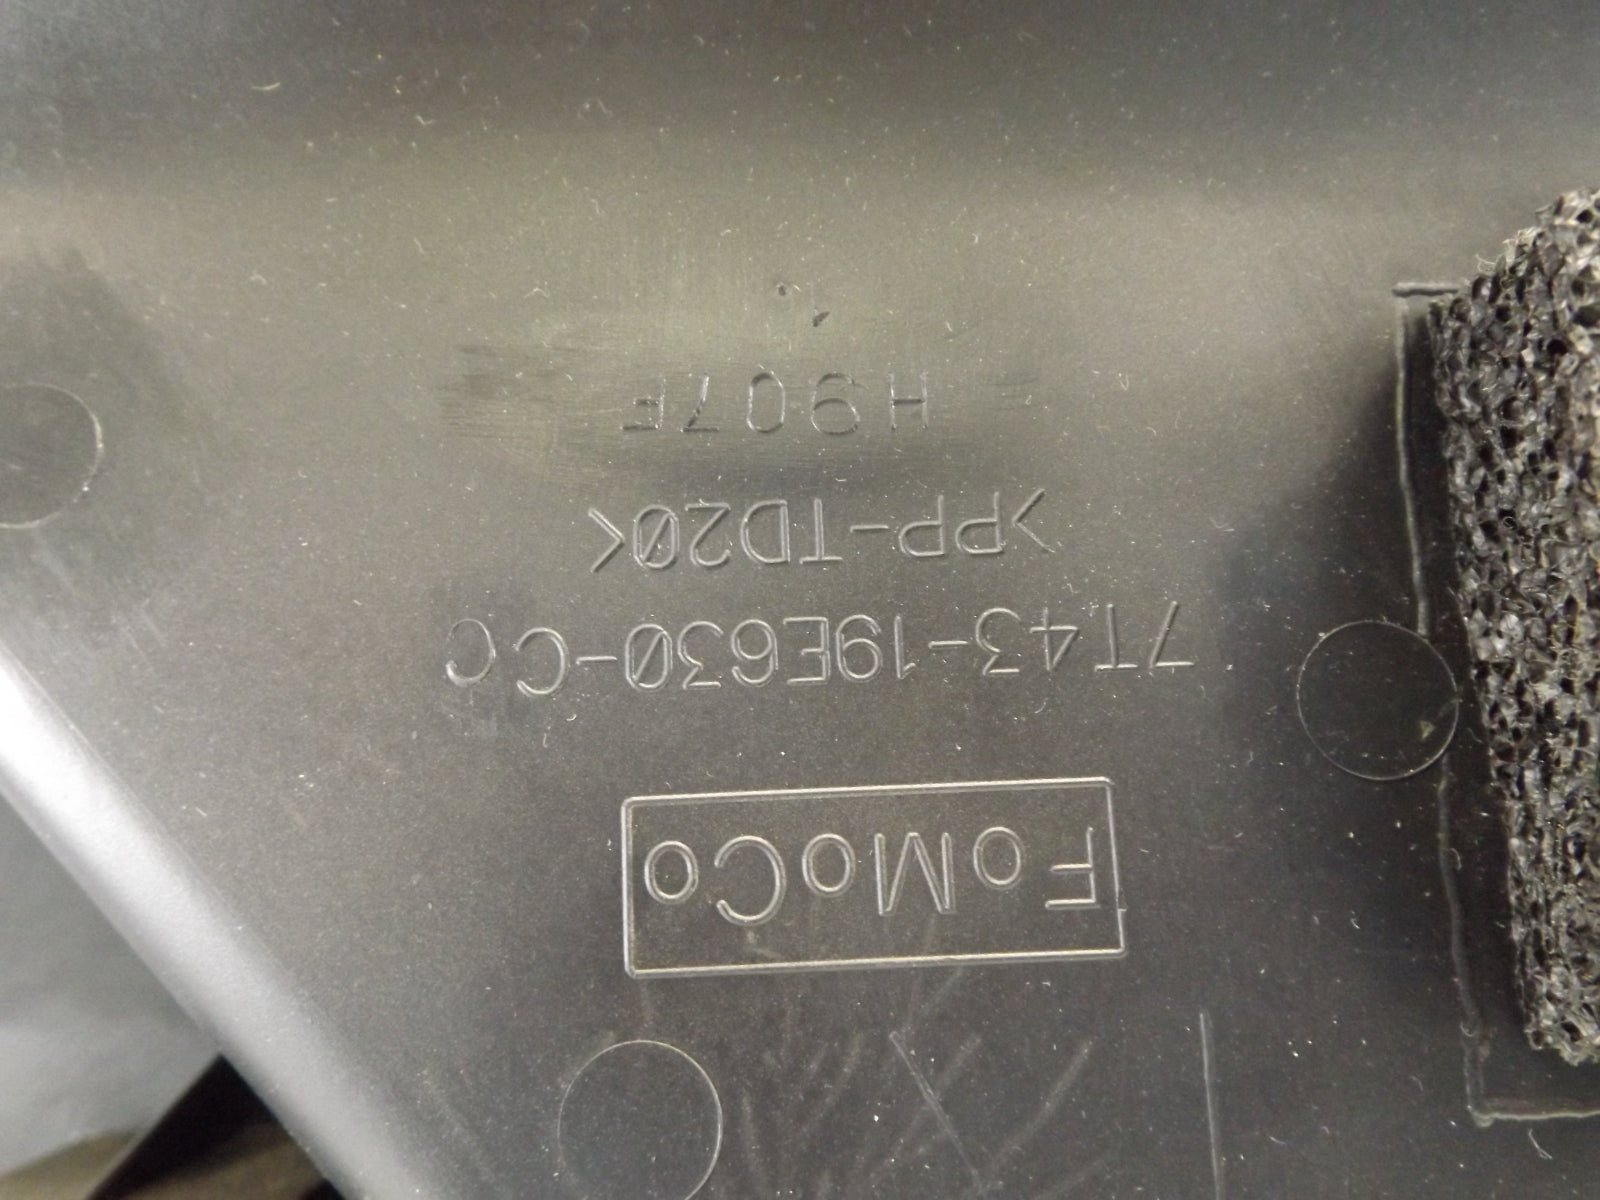 FoMoCo
7T43-19E630-CC
>PP-TD20<
H907F